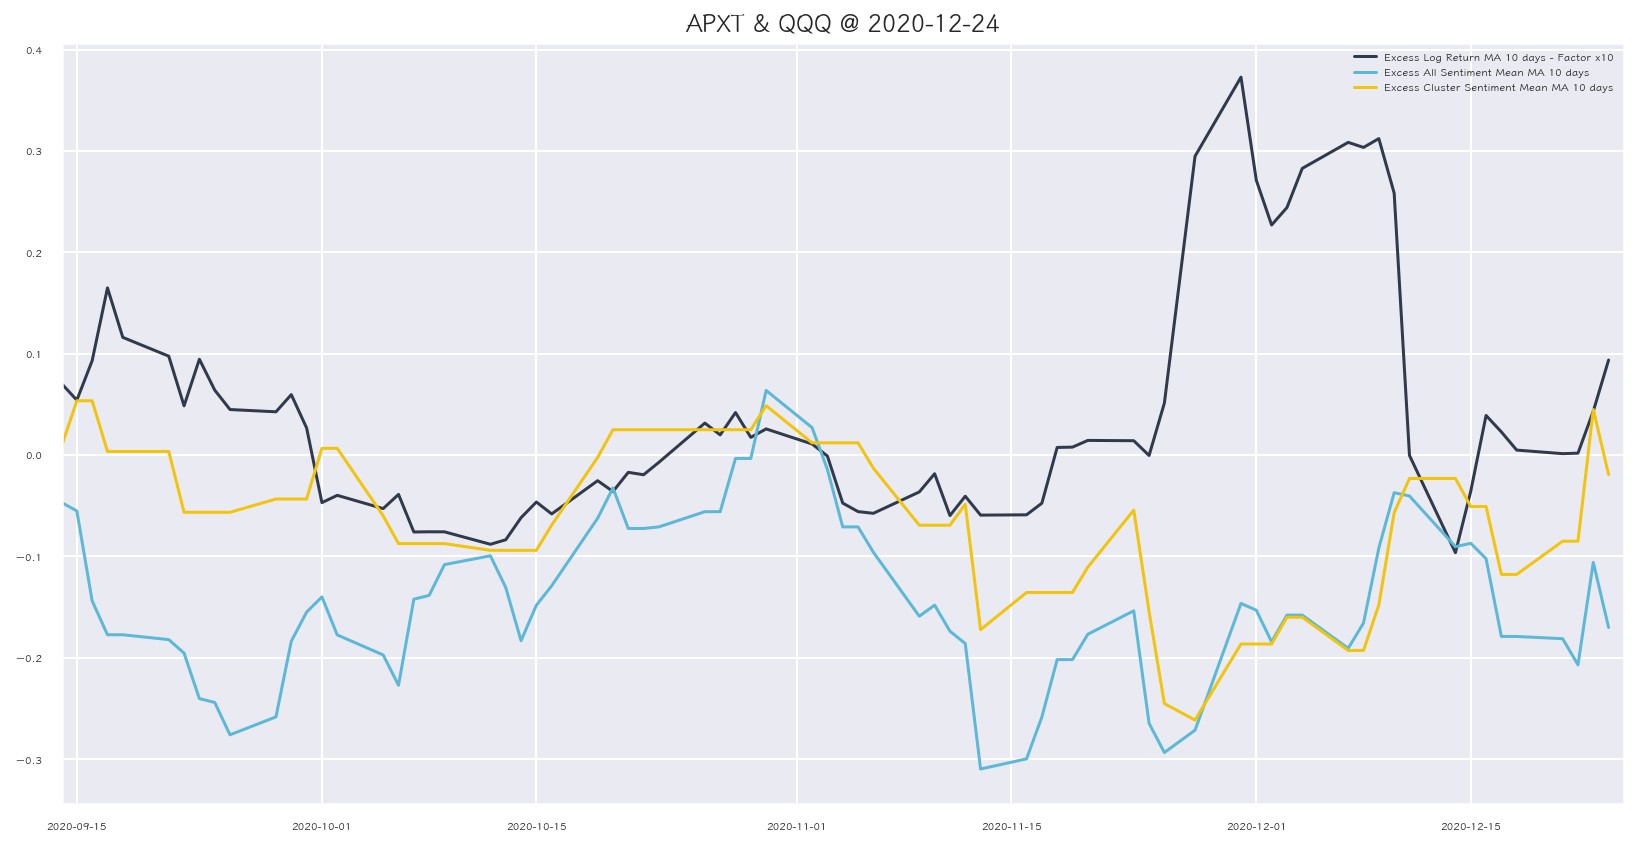 APXT & QQQ @ 2020-12-24
Excess Log Return MA 10 days - Factor x10
Excess All Sentiment Mean MA 10 days
Excess Cluster Sentiment Mean MA 10 days
0.4
0.3
0.2
0.1
0.0
−0.1
−0.2
−0.3
2020-09-15 2020-10-01 2020-10-15 2020-11-01 2020-11-15 2020-12-01 2020-12-15